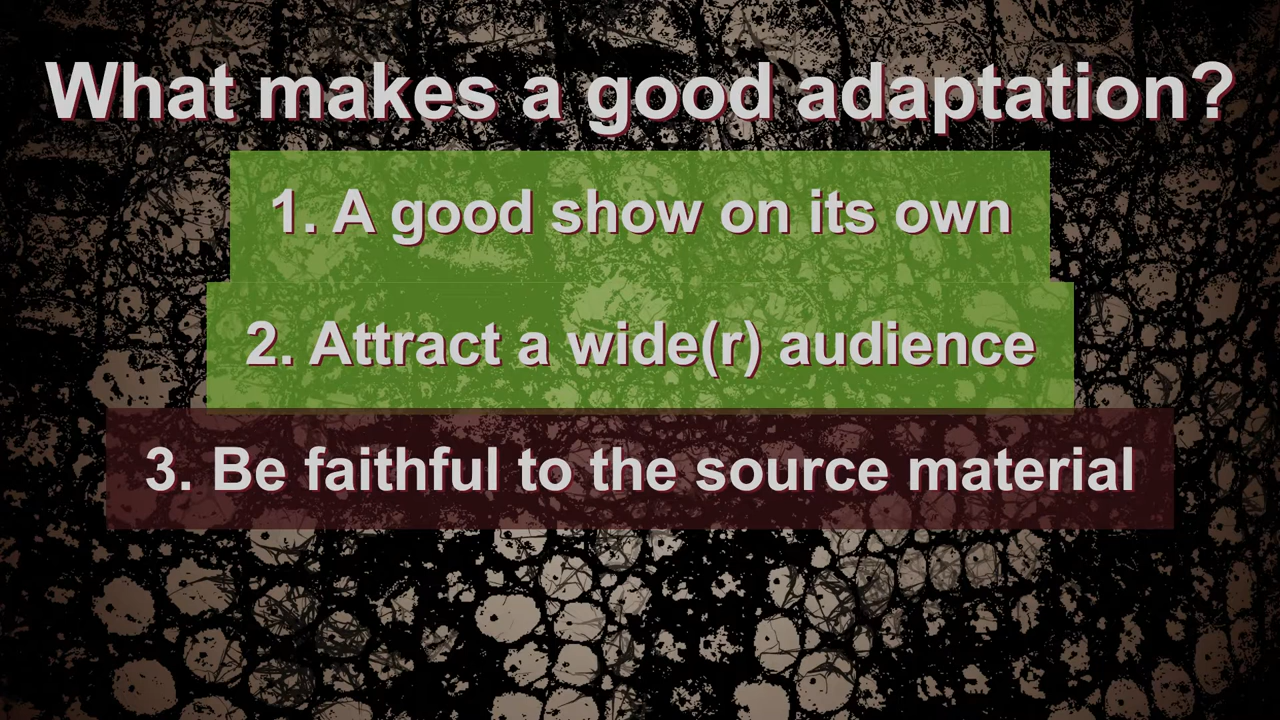 What makes a good adaptation?
1. A good show on its own
2. Attract a wide(r) audience
3. Be faithful to the source material